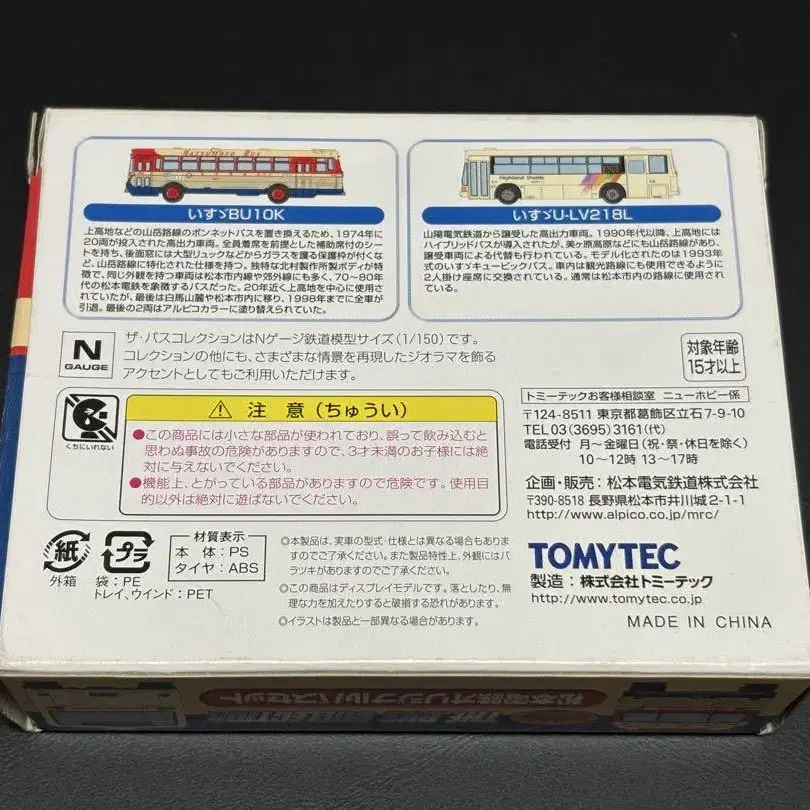 MATSUMOTO BUS
Highland Shuttle
いすゞBU10K
いすゞU-LV218L
上高地などの山岳路線のボンネットバスを置き換えるため、1974年に
20両が投入された高出力車両。全員着席を前提とした補助席付のシー
トを持ち、後面窓には大型リュックなどからガラスを護る保護枠が付くな
ど、山岳路線に特化された仕様を持つ。独特な北村製作所製ボディが特
徴で、同じ外観を持つ車両は松本市内線や郊外線にも多く、70〜80年
代の松本電鉄を象徴するバスだった。20年近く上高地を中心に使用さ
れていたが、最後は白馬山麓や松本市内に移り、1998年までに全車が
引退。最後の2両はアルピコカラーに塗り替えられていた。
山陽電気鉄道から譲受した高出力車両。1990年代以降、上高地には
ハイブリッドバスが導入されたが、美ヶ原高原などにも山岳路線があり、
譲受車両による代替も行われている。モデル化されたのは1993年
式のいすゞキュービックバス。車内は観光路線にも使用できるように
2人掛け座席に交換されている。通常は松本市内の路線に使用され
ている。
N
GAUGE
ザ・バスコレクションはNゲージ鉄道模型サイズ(1/150)です。
コレクションの他にも、さまざまな情景を再現したジオラマを飾る
アクセントとしてもご利用いただけます。
対象年齢
15才以上
くちにいれない
注 意(ちゅうい)
●この商品には小さな部品が使われており、誤って飲み込むと
思わぬ事故の危険がありますので、3才未満のお子様には絶
対に与えないでください。
●機能上、とがっている部品がありますので危険です。使用目
的以外は絶対に遊ばないでください。
トミーテックお客様相談室 ニューホビー係
〒124-8511 東京都葛飾区立石7-9-10
TEL 03(3695)3161(代)
電話受付 月〜金曜日(祝・祭・休日を除く)
10〜12時 13〜17時
企画・販売:松本電気鉄道株式会社
〒390-8518 長野県松本市井川城2-1-1
http://www.alpico.co.jp/mrc/
紙
外箱
プラ
袋:PE
トレイ、ウインド:PET
材質表示
本 体:PS
タイヤ:ABS
◎本製品は、実車の型式・仕様とは異なる場合もありま
すのでご了承ください。また製品特性上、外観にはバ
ラツキがありますのでご了承ください。
◎この商品はディスプレイモデルです。落としたり、無
理な力を加えたりすると破損する恐れがあります。
◎イラストは製品と一部異なる場合があります。
TOMYTEC
製造:株式会社トミーテック
http://www.tomytec.co.jp
MADE IN CHINA
松本電鉄オリジナルバスセット
THE BUS COLLECTION